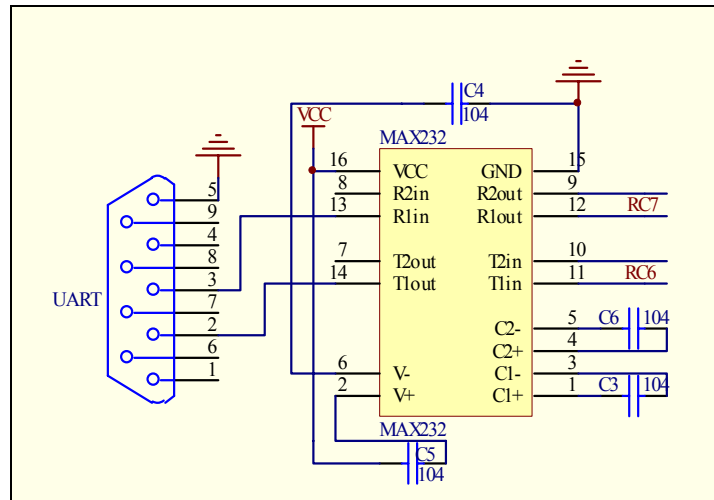 C4
104
VCC
MAX232
16 VCC GND 15
8 R2in R2out 9
13 R1in R1out 12 RC7
7 T2out T2in 10
14 T1out T1in 11 RC6
C2- 5 C6 104
C2+ 4
6 V- C1- 3
2 V+ C1+ 1 C3 104
MAX232
C5
104
UART
5
9
4
8
3
7
2
6
1